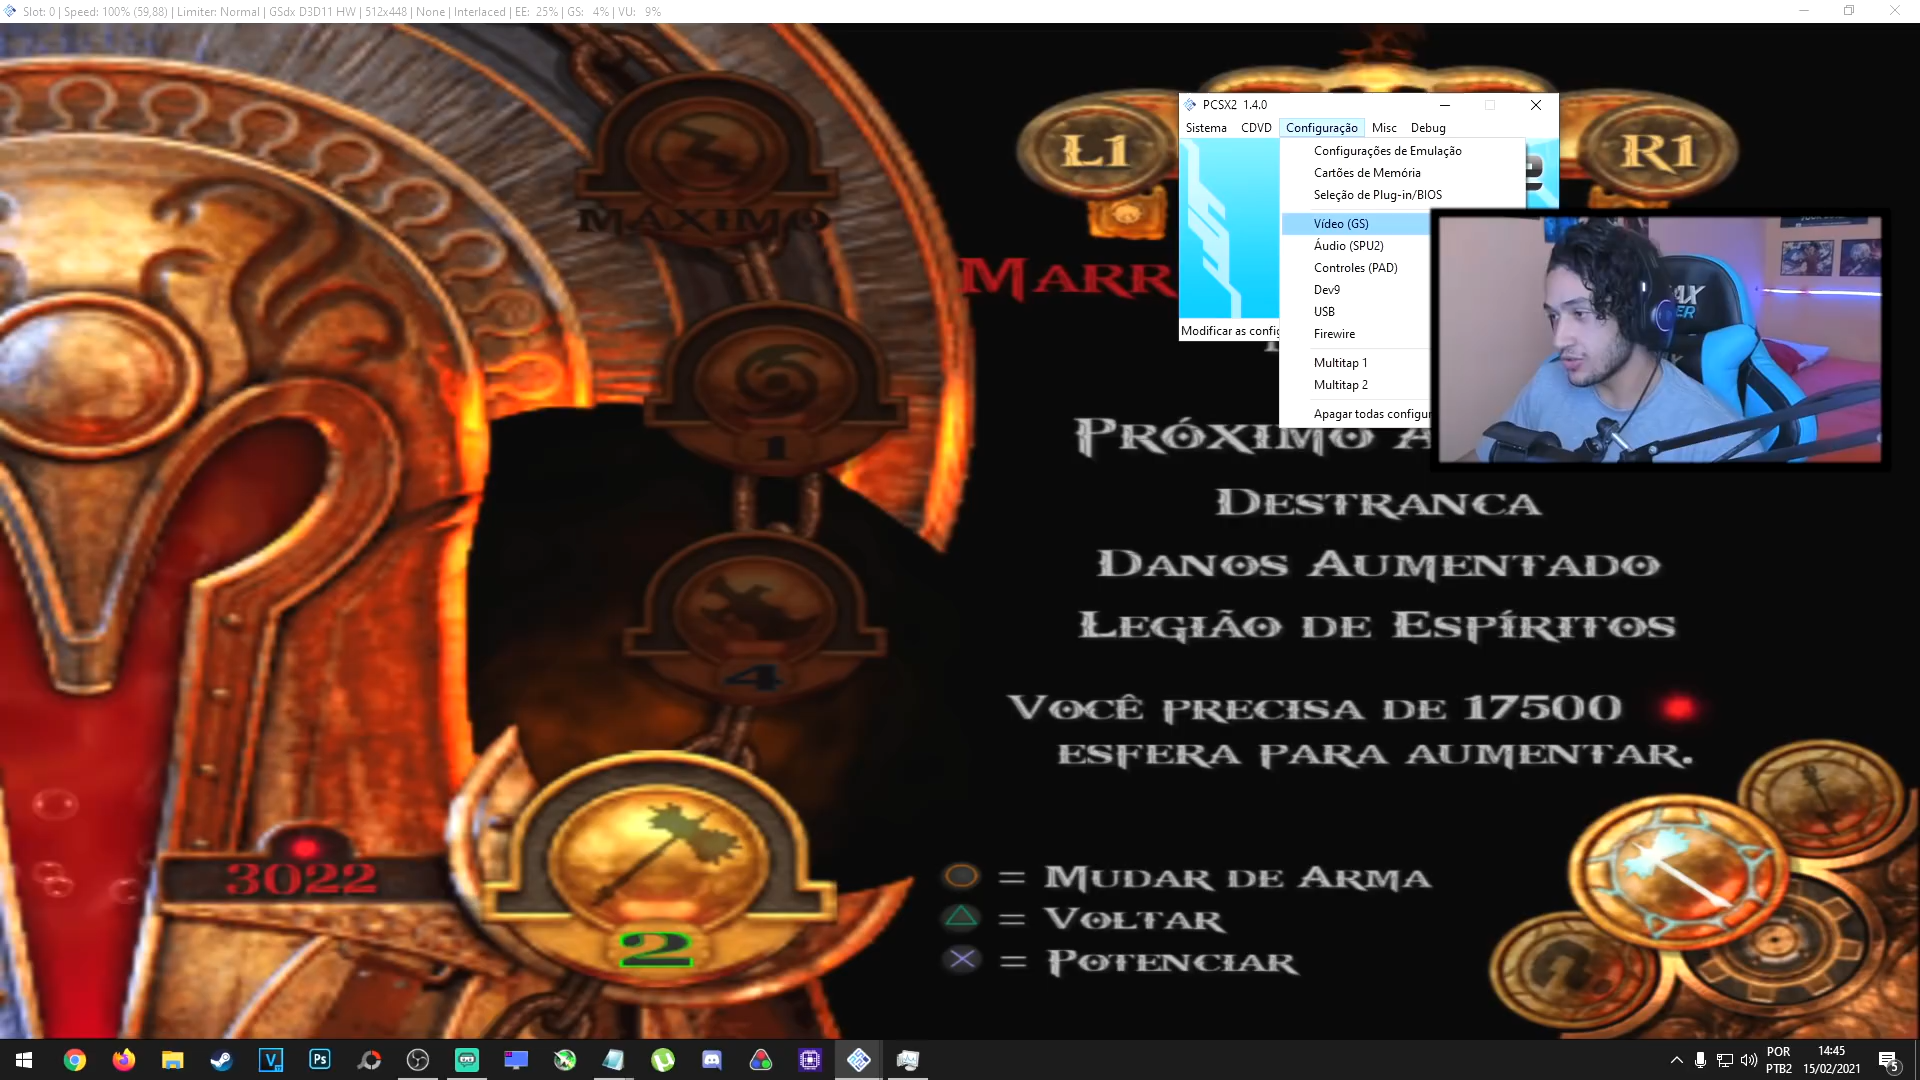 Slot: 0 | Speed: 100% (59,88) | Limiter: Normal | GSdx D3D11 HW | 512x448 | None | Interlaced | EE: 25% | GS: 4% | VU: 9%
L1
R1
PCSX2 1.4.0
Sistema CDVD Configuração Misc Debug
Configurações de Emulação
Cartões de Memória
Seleção de Plug-in/BIOS
Vídeo (GS)
Áudio (SPU2)
Controles (PAD)
Dev9
USB
Firewire
Multitap 1
Multitap 2
Modificar as
MÁXIMO
1
4
2
3022
PRÓXIMO
DESTRANCA
DANOS AUMENTADO
LEGIÃO DE ESPÍRITOS
VOCÊ PRECISA DE 17500
ESFERA PARA AUMENTAR.
= MUDAR DE ARMA
= VOLTAR
= POTENCIAR
Apagar todas
POR
PTB2
14:45
15/02/2021
5